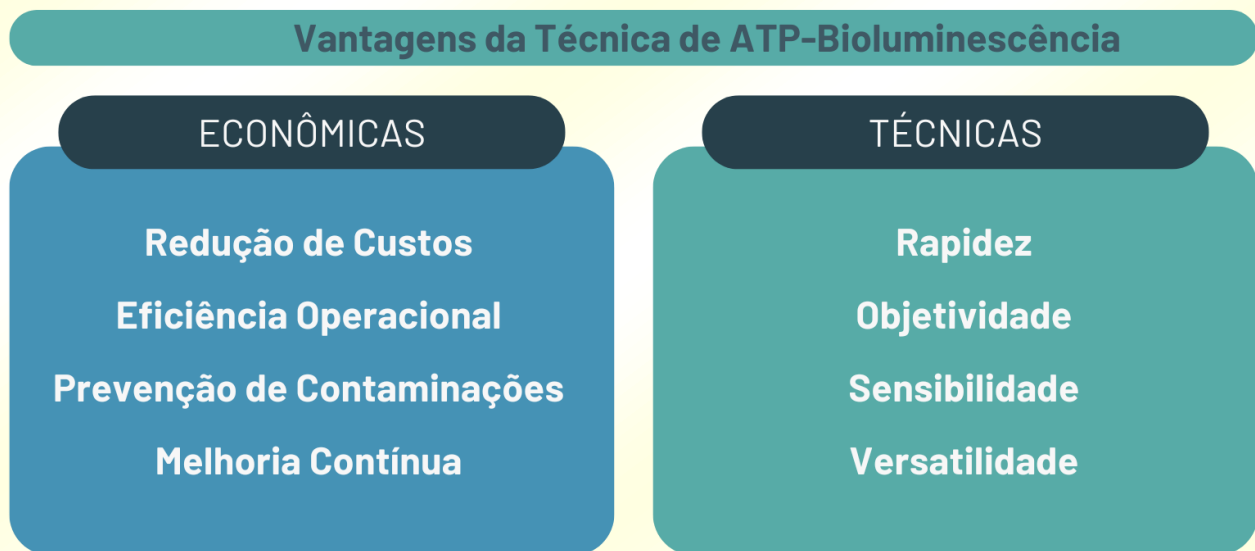 Vantagens da Técnica de ATP-Bioluminescência
ECONÔMICAS
Redução de Custos
Eficiência Operacional
Prevenção de Contaminações
Melhoria Contínua
TÉCNICAS
Rapidez
Objetividade
Sensibilidade
Versatilidade